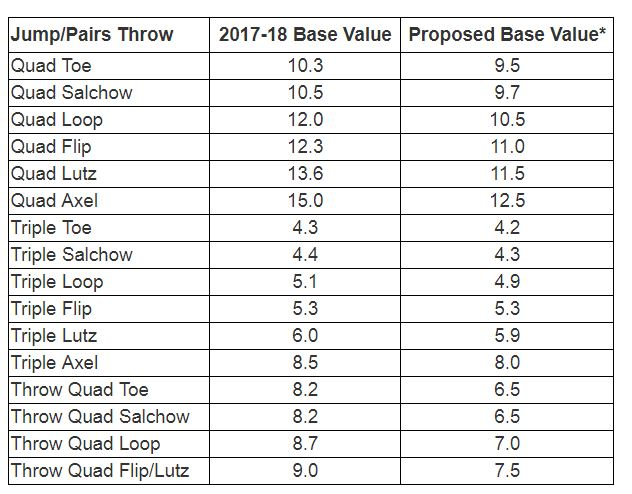 Jump/Pairs Throw 2017-18 Base Value Proposed Base Value*
Quad Toe 10.3 9.5
Quad Salchow 10.5 9.7
Quad Loop 12.0 10.5
Quad Flip 12.3 11.0
Quad Lutz 13.6 11.5
Quad Axel 15.0 12.5
Triple Toe 4.3 4.2
Triple Salchow 4.4 4.3
Triple Loop 5.1 4.9
Triple Flip 5.3 5.3
Triple Lutz 6.0 5.9
Triple Axel 8.5 8.0
Throw Quad Toe 8.2 6.5
Throw Quad Salchow 8.2 6.5
Throw Quad Loop 8.7 7.0
Throw Quad Flip/Lutz 9.0 7.5